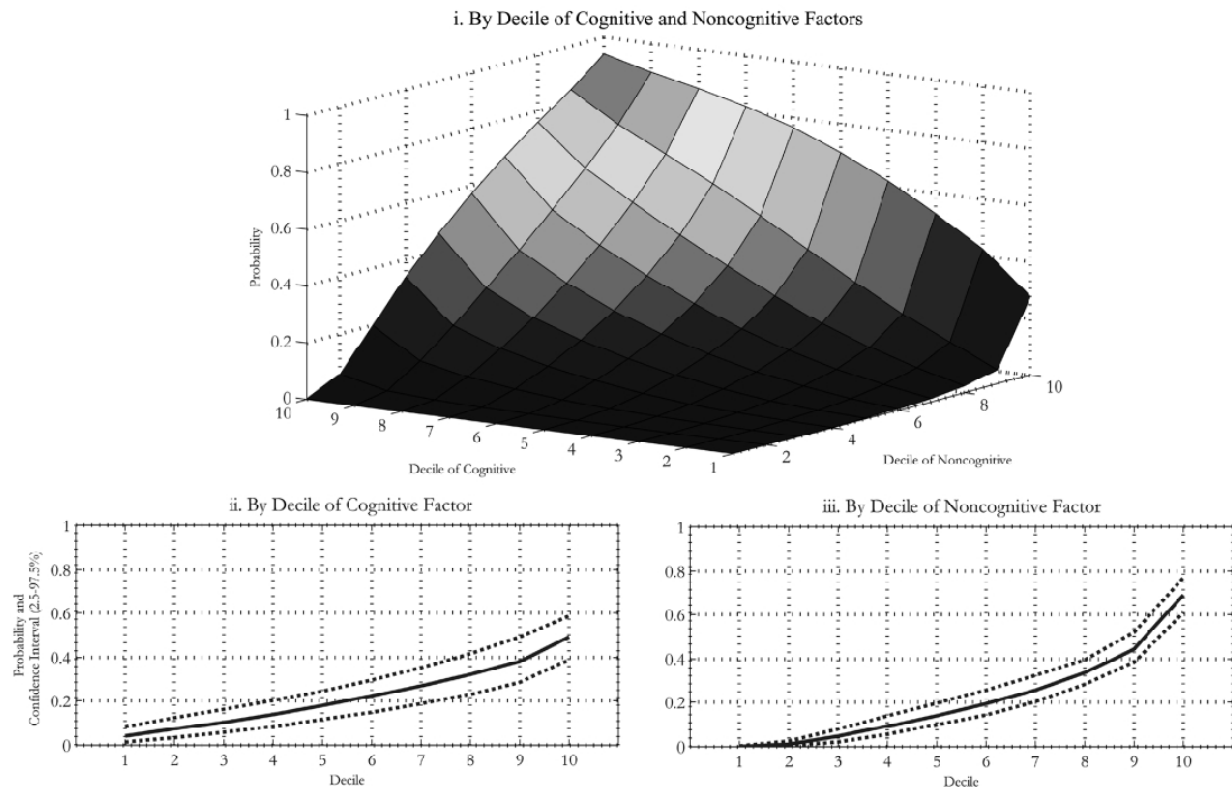 i. By Decile of Cognitive and Noncognitive Factors
1
0.8
0.6
0.4
0.2
0
Probability
10
9
8
7
6
5
4
3
2
1
Decile of Cognitive
2
4
6
8
10
Decile of Noncognitive
ii. By Decile of Cognitive Factor
Probability and
Confidence Interval (2.5-97.5%)
1
0.8
0.6
0.4
0.2
0
1 2 3 4 5 6 7 8 9 10
Decile
iii. By Decile of Noncognitive Factor
1
0.8
0.6
0.4
0.2
0
1 2 3 4 5 6 7 8 9 10
Decile